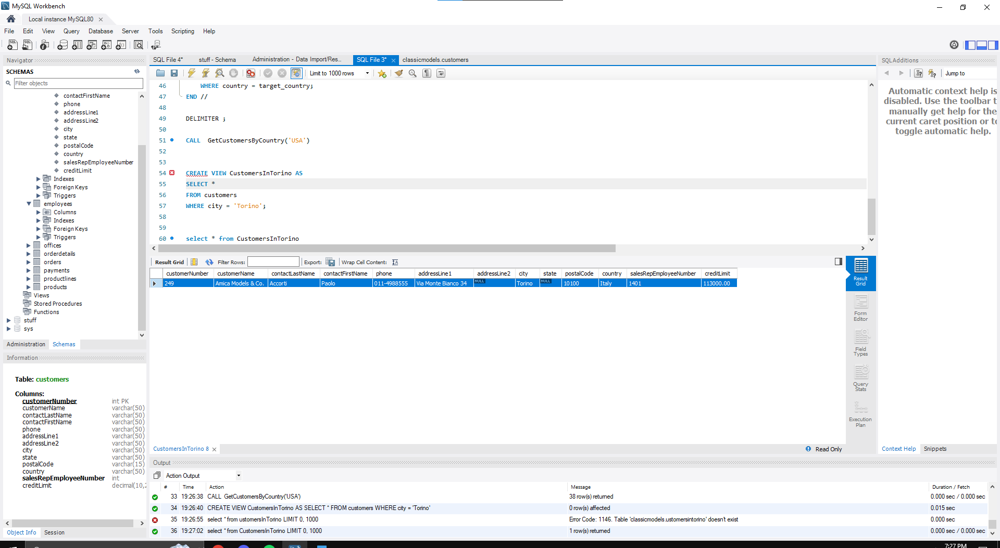 MySQL Workbench
Local instance MySQL80
File Edit View Query Database Server Tools Scripting Help
Navigator
SCHEMAS
Filter objects
contactFirstName
phone
addressLine1
addressLine2
city
state
postalCode
country
salesRepEmployeeNumber
creditLimit
Indexes
Foreign Keys
Triggers
employees
Columns
Indexes
Foreign Keys
Triggers
offices
orderdetails
orders
payments
productlines
products
Views
Stored Procedures
Functions
stuff
sys
Administration Schemas
Information
Table: customers
Columns:
customerNumber int PK
customerName varchar(50)
contactLastName varchar(50)
contactFirstName varchar(50)
phone varchar(50)
addressLine1 varchar(50)
addressLine2 varchar(50)
city varchar(50)
state varchar(50)
postalCode varchar(15)
country varchar(50)
salesRepEmployeeNumber int
creditLimit decimal(10,2
Object Info Session
SQL File 4* stuff - Schema Administration - Data Import/Res... SQL File 3* classicmodels.customers
Limit to 1000 rows
46 WHERE country = target_country;
47 END //
48
49 DELIMITER ;
50
51 CALL GetCustomersByCountry('USA')
52
53
54 CREATE VIEW CustomersInTorino AS
55 SELECT *
56 FROM customers
57 WHERE city = 'Torino';
58
59
60 select * from CustomersInTorino
Result Grid Filter Rows: Export: Wrap Cell Content:
customerNumber customerName contactLastName contactFirstName phone addressLine1 addressLine2 city state postalCode country salesRepEmployeeNumber creditLimit
249 Amica Models & Co. Accorti Paolo 011-4988555 Via Monte Bianco 34 NULL Torino NULL 10100 Italy 1401 113000.00
Result
Grid
Form
Editor
Field
Types
Query
Stats
Execution
Plan
CustomersInTorino 8
Read Only
Output
Action Output
# Time Action Message Duration / Fetch
33 19:26:38 CALL GetCustomersByCountry('USA') 38 row(s) returned 0.000 sec / 0.000 sec
34 19:26:40 CREATE VIEW CustomersInTorino AS SELECT * FROM customers WHERE city = 'Torino' 0 row(s) affected 0.015 sec
35 19:26:55 select * from ustomersInTorino LIMIT 0, 1000 Error Code: 1146. Table 'classicmodels.ustomersintorino' doesn't exist 0.000 sec
36 19:27:02 select * from CustomersInTorino LIMIT 0, 1000 1 row(s) returned 0.000 sec / 0.000 sec
SQLAdditions
Jump to
Automatic context help is
disabled. Use the toolbar t
manually get help for the
current caret position or to
toggle automatic help.
Context Help Snippets
7:27 PM